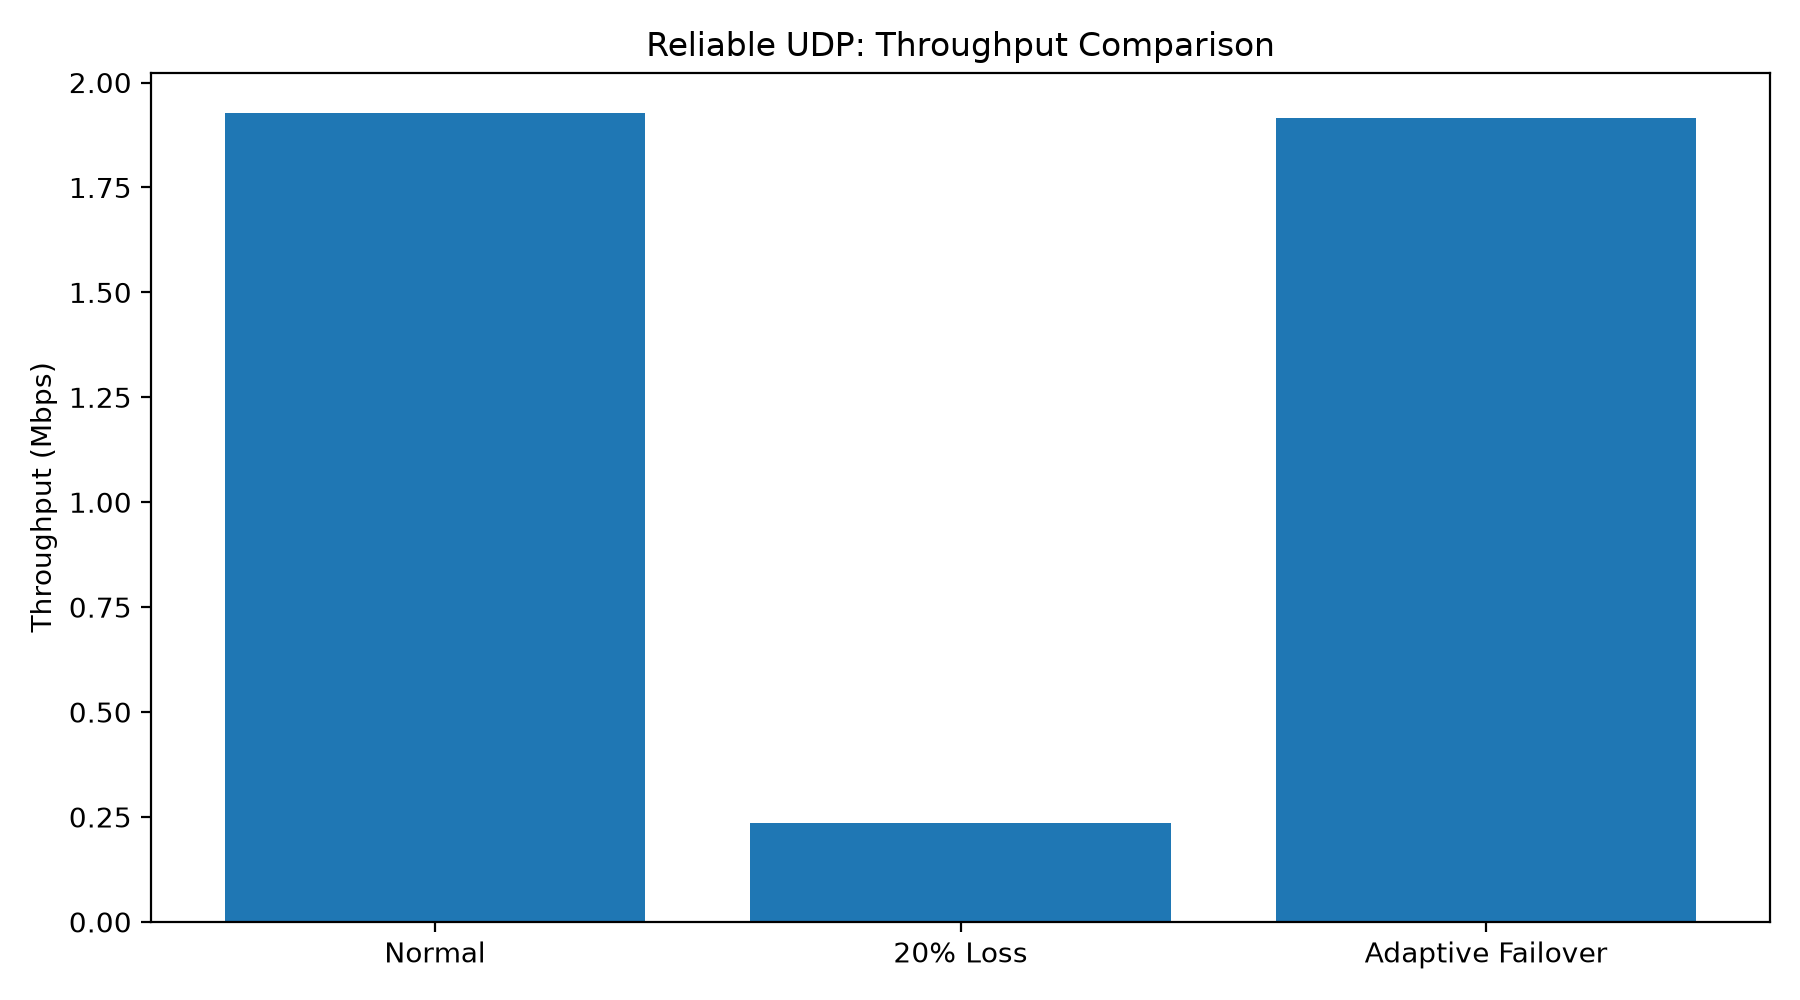 Reliable UDP: Throughput Comparison
Throughput (Mbps)
2.00
1.75
1.50
1.25
1.00
0.75
0.50
0.25
0.00
Normal
20% Loss
Adaptive Failover